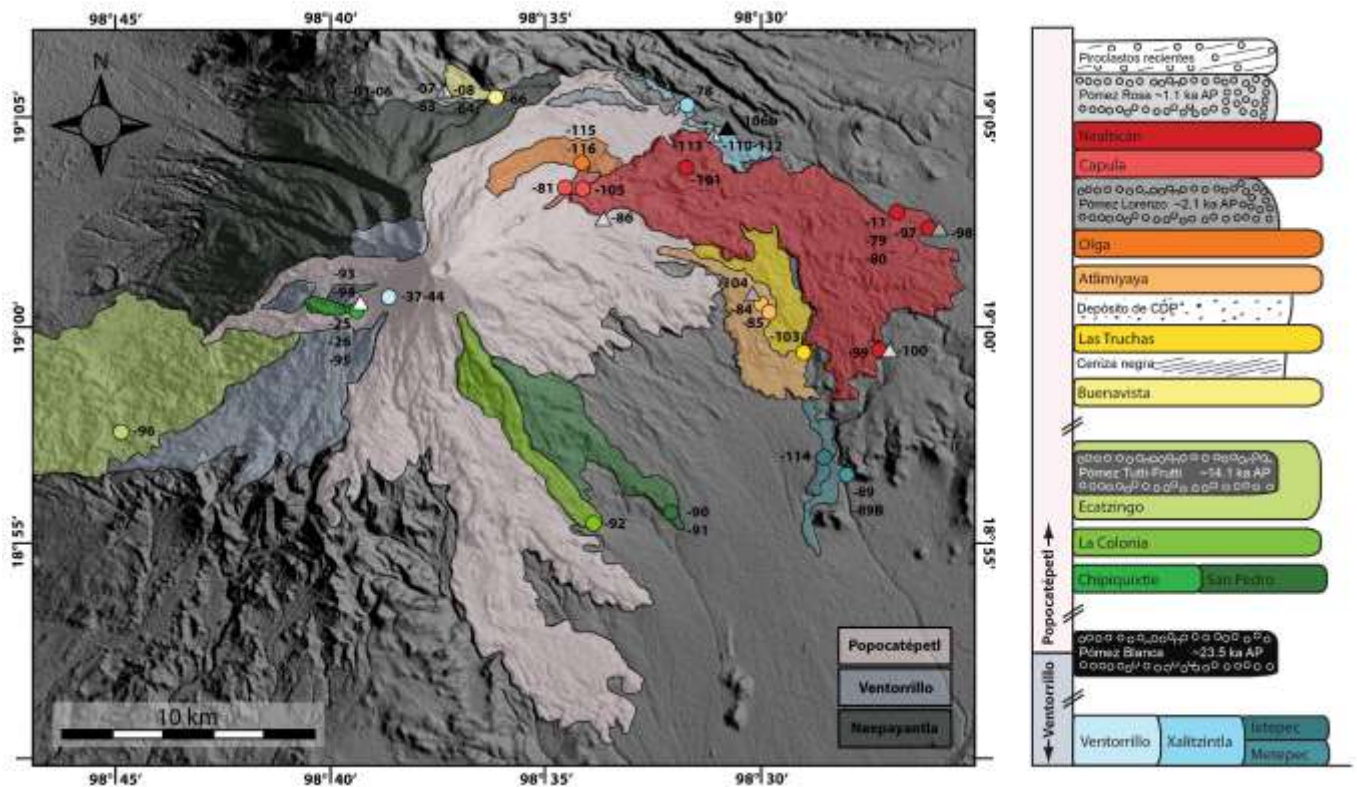 98°45′ 98°40′ 98°35′ 98°30′
N
19°05′
19°05′
-01-06
-07
-08
-66
-78
-106b
-110-112
-113
-101
-115
-116
-81
-105
-86
-11
-79
-80
-97
-98
-93
-25
-26
-95
-37-44
-104
-84
-85
-103
-99
-100
19°00′
19°00′
-96
-114
-89
-89B
-90
-91
-92
18°55′
18°55′
Popocatépetl
Ventorrillo
Nexpayantla
10 km
98°45′ 98°40′ 98°35′ 98°30′
Piroclastos recientes
Pómez Rosa ~1.1 ka AP
Nealticán
Capula
Pómez Lorenzo ~2.1 ka AP
Olga
Atlimiyaya
Depósito de CDP
Las Truchas
Ceniza negra
Buenavista
Pómez Tutti-Frutti ~14.1 ka AP
Ecatzingo
La Colonia
Chipiquixtle San Pedro
Pómez Blanca ~23.5 ka AP
Ventorrillo Xalitzintla
Metepec
Popocatépetl
Ventorrillo